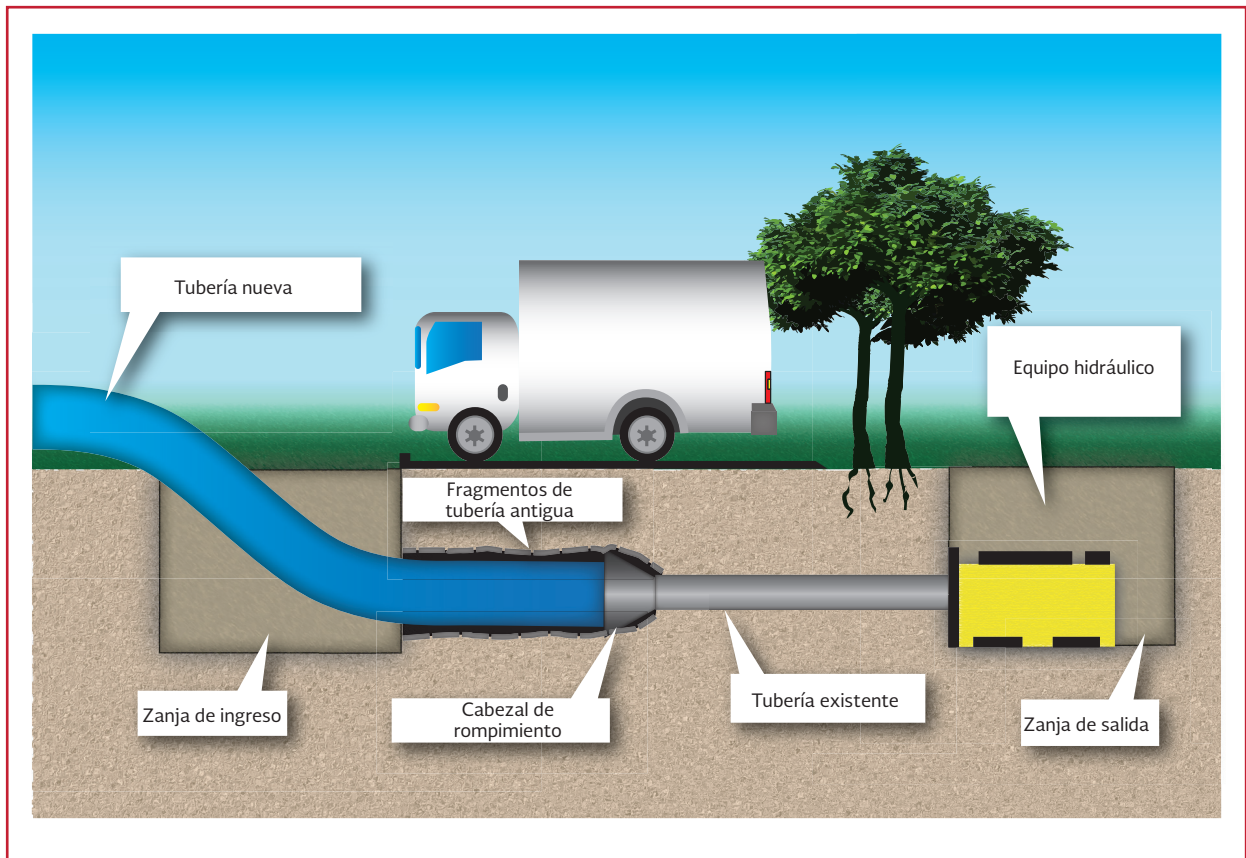 Tubería nueva
Equipo hidráulico
Fragmentos de
tubería antigua
Zanja de ingreso
Cabezal de
rompimiento
Tubería existente
Zanja de salida